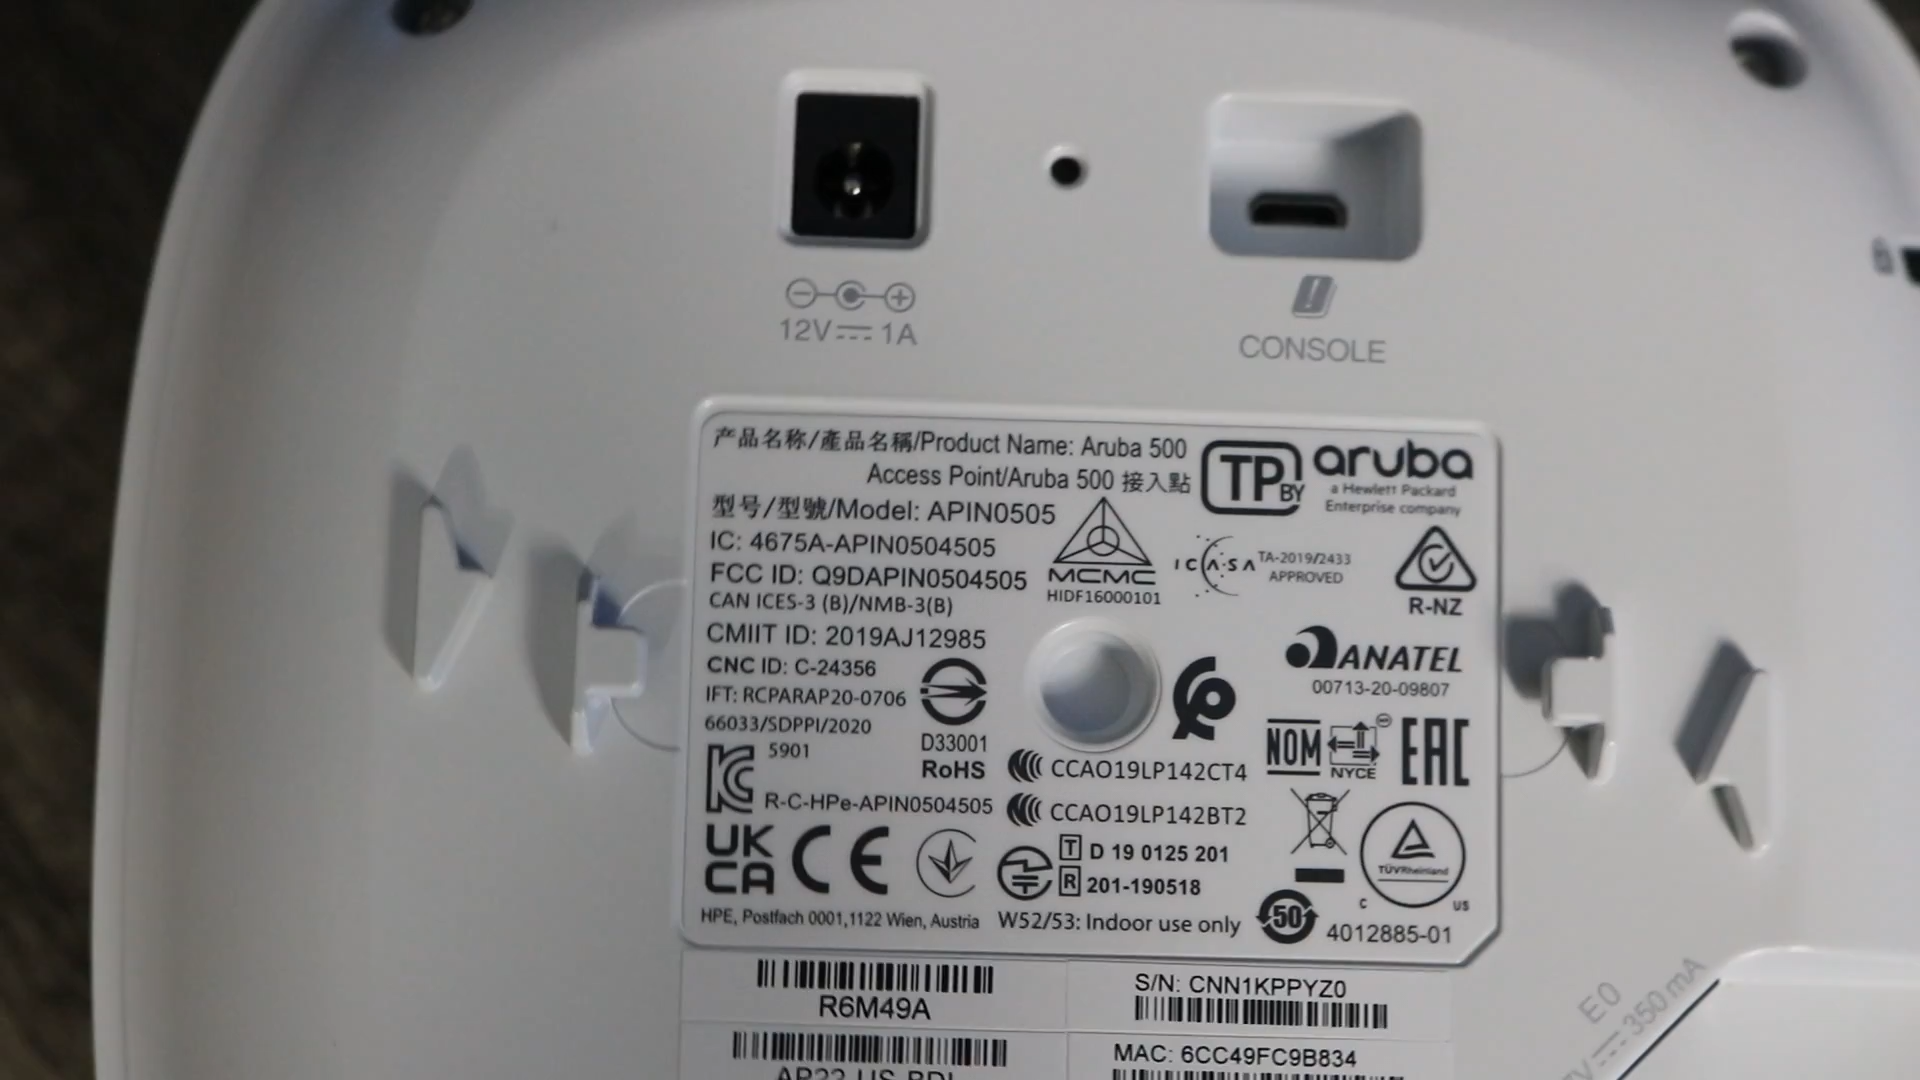 12V⎓1A
CONSOLE
产品名称/產品名稱/Product Name: Aruba 500
Access Point/Aruba 500 接入點
TP BY
aruba
a Hewlett Packard
Enterprise company
型号/型號/Model: APIN0505
IC: 4675A-APIN0504505
FCC ID: Q9DAPIN0504505
CAN ICES-3 (B)/NMB-3(B)
MCMC
HIDF16000101
ICASA TA-2019/2433
APPROVED
R-NZ
CMIIT ID: 2019AJ12985
CNC ID: C-24356
IFT: RCPARAP20-0706
66033/SDPPI/2020
5901
D33001
RoHS
ANATEL
00713-20-09807
CCAO19LP142CT4
NOM NYCE EAC
R-C-HPe-APIN0504505
CCAO19LP142BT2
UK
CA CE
T D 19 0125 201
R 201-190518
TÜVRheinland
C US
HPE, Postfach 0001,1122 Wien, Austria
W52/53: Indoor use only
50
4012885-01
R6M49A
S/N: CNN1KPPYZ0
MAC: 6CC49FC9B834
E0
350 mA